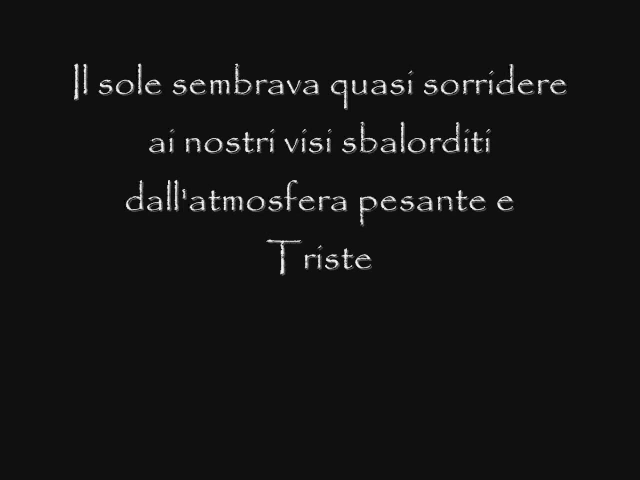 Il sole sembrava quasi sorridere
ai nostri visi sbalorditi
dall'atmosfera pesante e
Triste